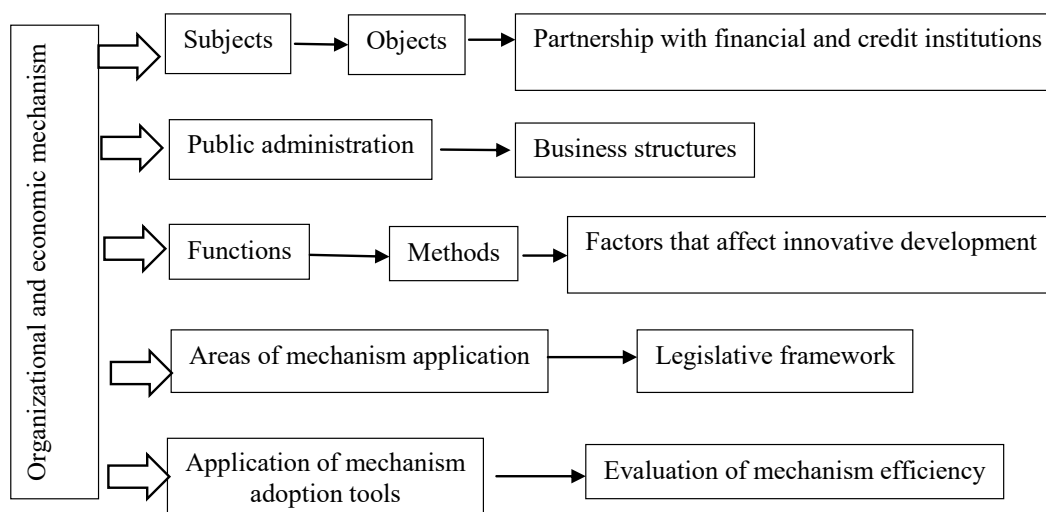 Organizational and economic mechanism
Subjects
Objects
Partnership with financial and credit institutions
Public administration
Business structures
Functions
Methods
Factors that affect innovative development
Areas of mechanism application
Legislative framework
Application of mechanism
adoption tools
Evaluation of mechanism efficiency